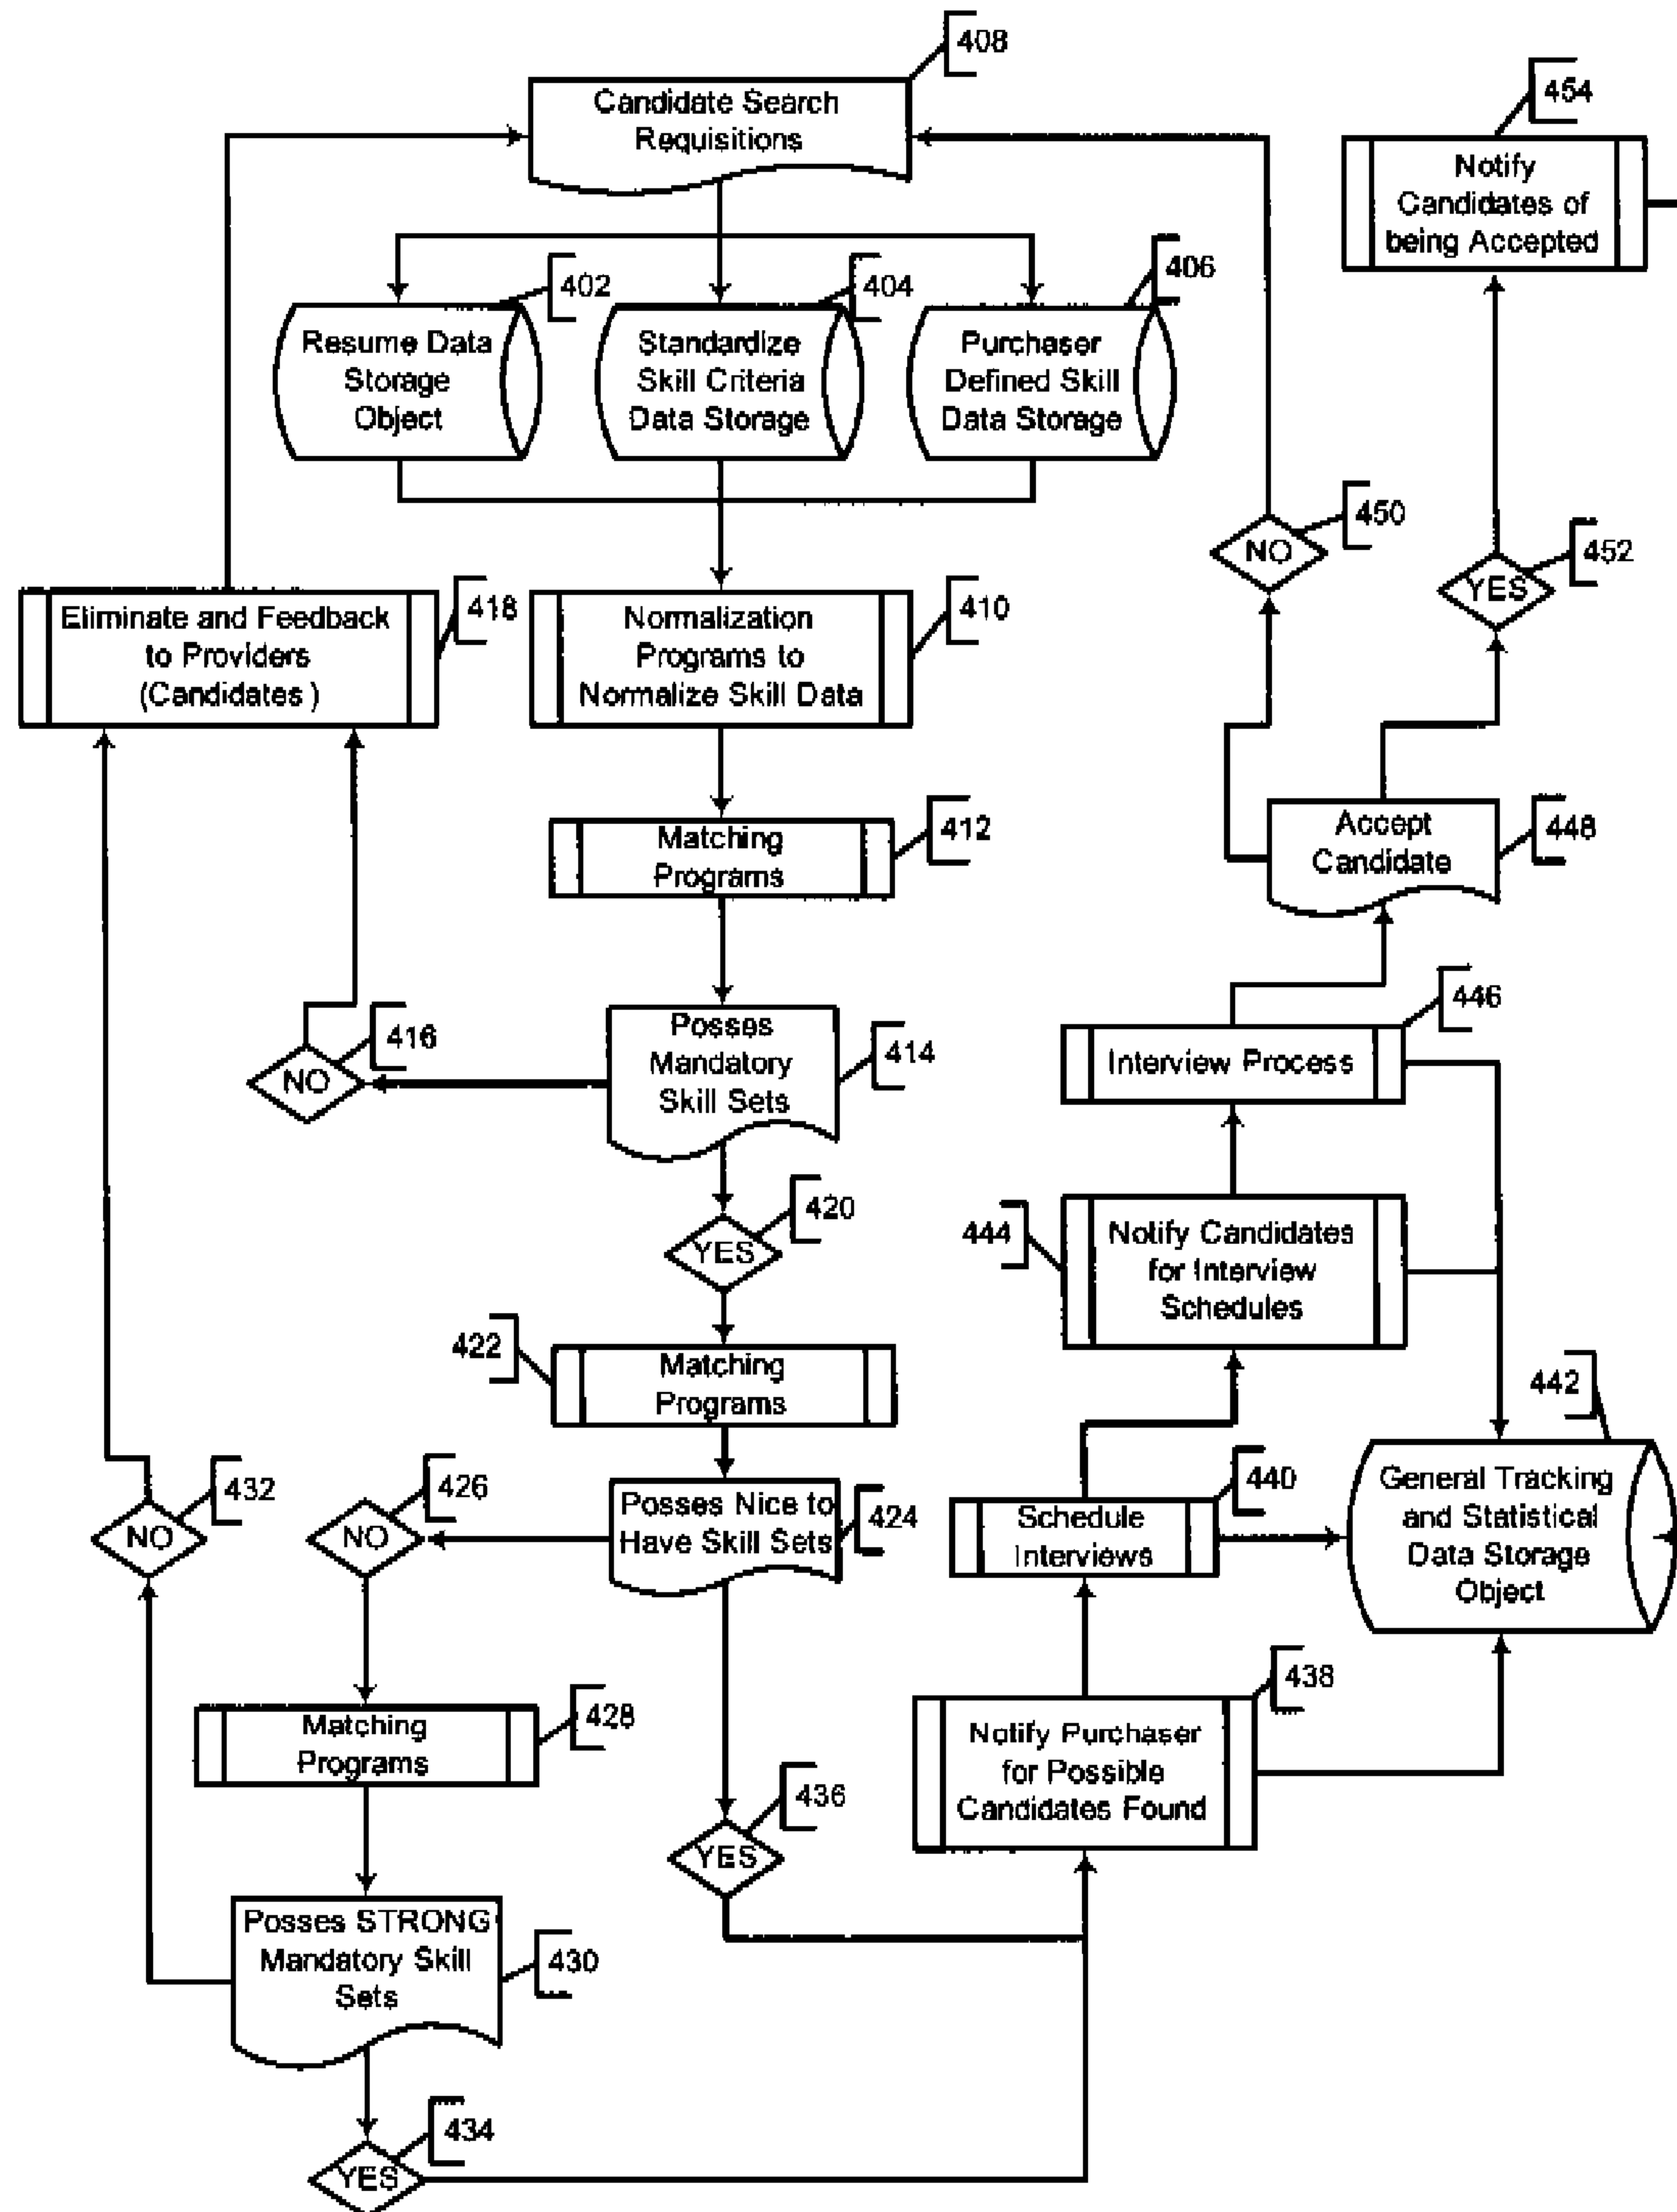 408
Candidate Search
Requisitions
454
Notify
Candidates of
being Accepted
402
Resume Data
Storage
Object
404
Standardize
Skill Criteria
Data Storage
406
Purchaser
Defined Skill
Data Storage
450
NO
452
YES
418
Eliminate and Feedback
to Providers
(Candidates)
410
Normalization
Programs to
Normalize Skill Data
412
Matching
Programs
448
Accept
Candidate
446
Interview Process
416
NO
414
Posses
Mandatory
Skill Sets
420
YES
444
Notify Candidates
for Interview
Schedules
422
Matching
Programs
442
General Tracking
and Statistical
Data Storage
Object
432
NO
426
NO
424
Posses Nice to
Have Skill Sets
440
Schedule
Interviews
428
Matching
Programs
438
Notify Purchaser
for Possible
Candidates Found
436
YES
430
Posses STRONG
Mandatory Skill
Sets
434
YES